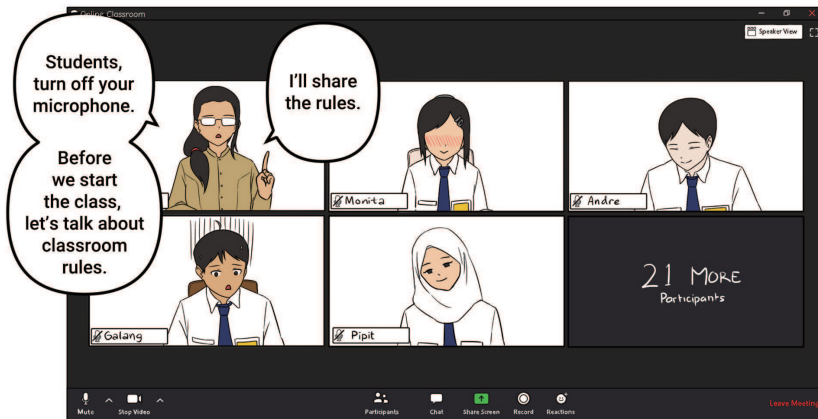 Online Classroom
Speaker View
Students,
turn off your
microphone.
Before
we start
the class,
let's talk about
classroom
rules.
I'll share
the rules.
Monita
Andre
Galang
Pipit
21 MORE
Participants
Mute
Stop Video
Participants
Chat
Share Screen
Record
Reactions
Leave Meeting